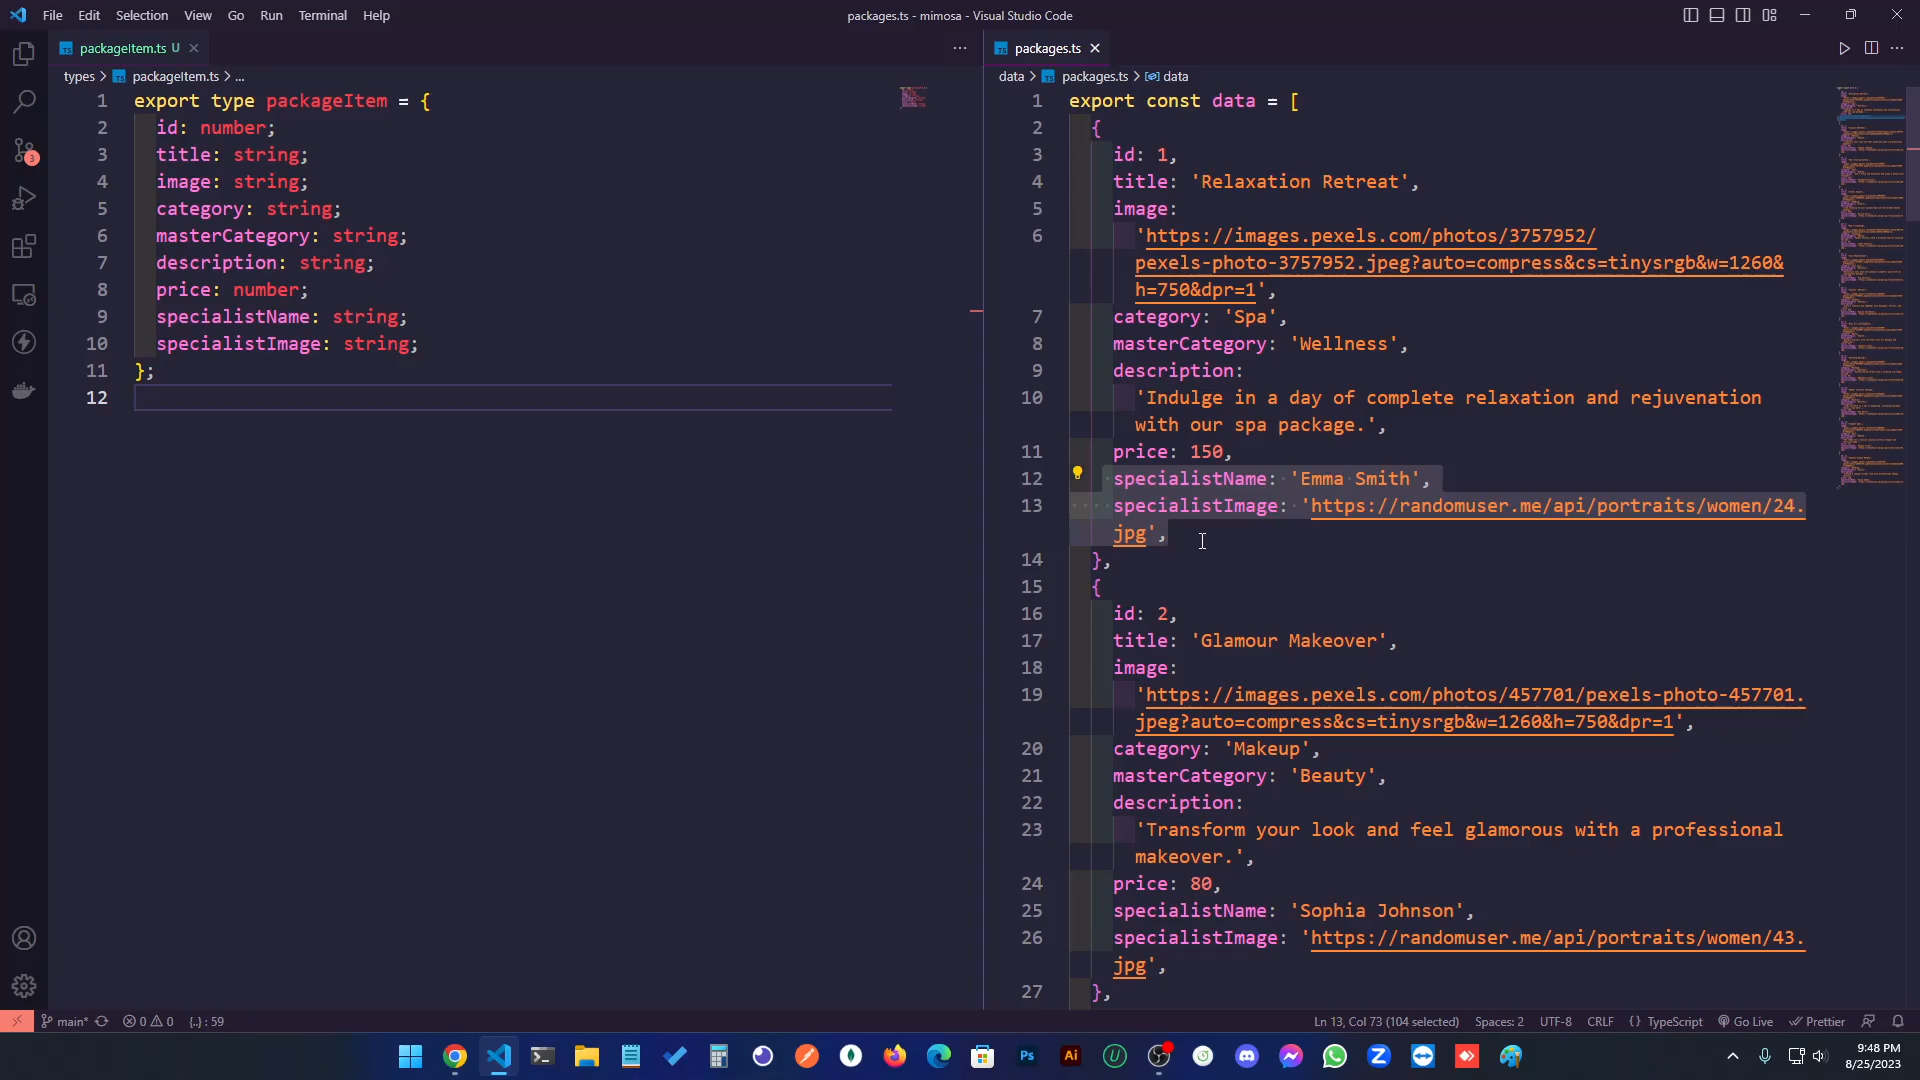 File Edit Selection View Go Run Terminal Help
packages.ts - mimosa - Visual Studio Code
packageItem.ts U
types > packageItem.ts > ...
1 export type packageItem = {
2 id: number;
3 title: string;
4 image: string;
5 category: string;
6 masterCategory: string;
7 description: string;
8 price: number;
9 specialistName: string;
10 specialistImage: string;
11 };
12
packages.ts
data > packages.ts > data
1 export const data = [
2 {
3 id: 1,
4 title: 'Relaxation Retreat',
5 image:
6 'https://images.pexels.com/photos/3757952/
pexels-photo-3757952.jpeg?auto=compress&cs=tinysrgb&w=1260&
h=750&dpr=1',
7 category: 'Spa',
8 masterCategory: 'Wellness',
9 description:
10 'Indulge in a day of complete relaxation and rejuvenation
with our spa package.',
11 price: 150,
12 specialistName: 'Emma Smith',
13 specialistImage: 'https://randomuser.me/api/portraits/women/24.
jpg',
14 },
15 {
16 id: 2,
17 title: 'Glamour Makeover',
18 image:
19 'https://images.pexels.com/photos/457701/pexels-photo-457701.
jpeg?auto=compress&cs=tinysrgb&w=1260&h=750&dpr=1',
20 category: 'Makeup',
21 masterCategory: 'Beauty',
22 description:
23 'Transform your look and feel glamorous with a professional
makeover.',
24 price: 80,
25 specialistName: 'Sophia Johnson',
26 specialistImage: 'https://randomuser.me/api/portraits/women/43.
jpg',
27 },
3
main* 0 0 {..} : 59
Ln 13, Col 73 (104 selected) Spaces: 2 UTF-8 CRLF {} TypeScript Go Live Prettier
Ps Ai U Z
9:48 PM
8/25/2023